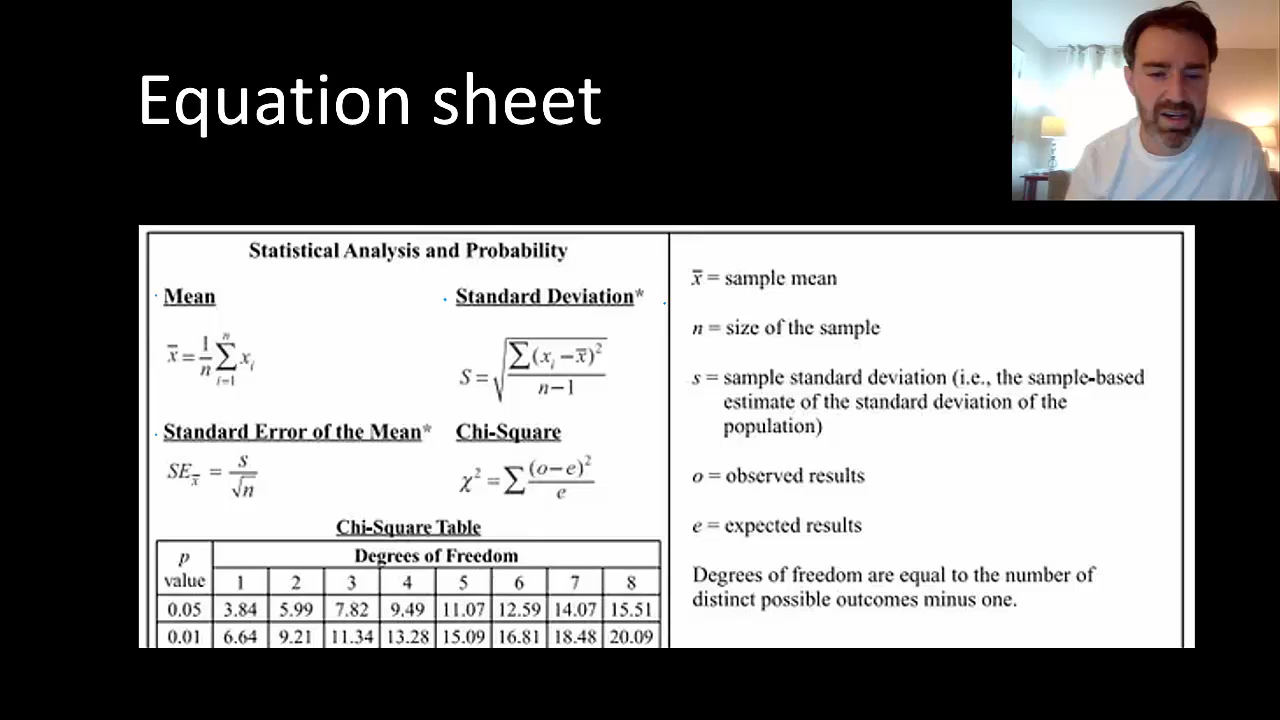 Equation sheet
Statistical Analysis and Probability
Mean
x̄ = 1/n ∑ⁿᵢ₌₁ xᵢ
Standard Deviation*
S = √(∑(xᵢ − x̄)² / n−1)
Standard Error of the Mean*
SEx̄ = s/√n
Chi-Square
χ² = ∑ (o−e)²/e
Chi-Square Table
p value Degrees of Freedom
1 2 3 4 5 6 7 8
0.05 3.84 5.99 7.82 9.49 11.07 12.59 14.07 15.51
0.01 6.64 9.21 11.34 13.28 15.09 16.81 18.48 20.09
x̄ = sample mean
n = size of the sample
s = sample standard deviation (i.e., the sample-based
estimate of the standard deviation of the
population)
o = observed results
e = expected results
Degrees of freedom are equal to the number of
distinct possible outcomes minus one.